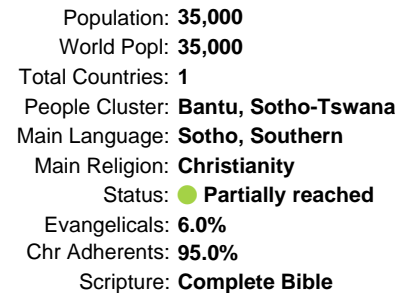 Population: 35,000
World Popl: 35,000
Total Countries: 1
People Cluster: Bantu, Sotho-Tswana
Main Language: Sotho, Southern
Main Religion: Christianity
Status: Partially reached
Evangelicals: 6.0%
Chr Adherents: 95.0%
Scripture: Complete Bible